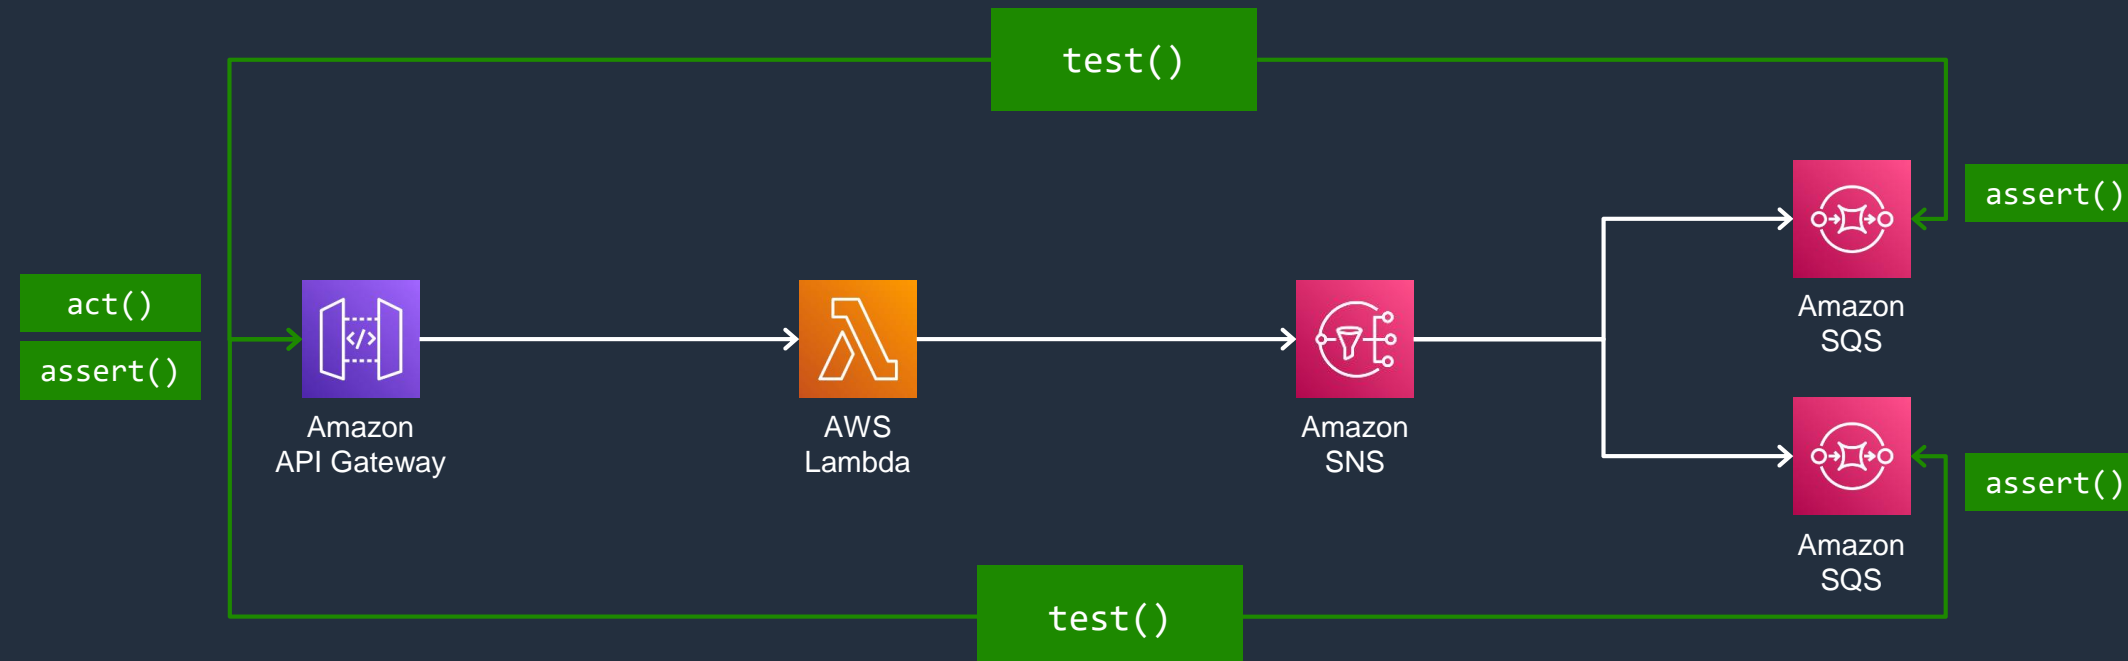 test()
assert()
act()
assert()
</>
Amazon
API Gateway
AWS
Lambda
Amazon
SNS
Amazon
SQS
assert()
Amazon
SQS
test()